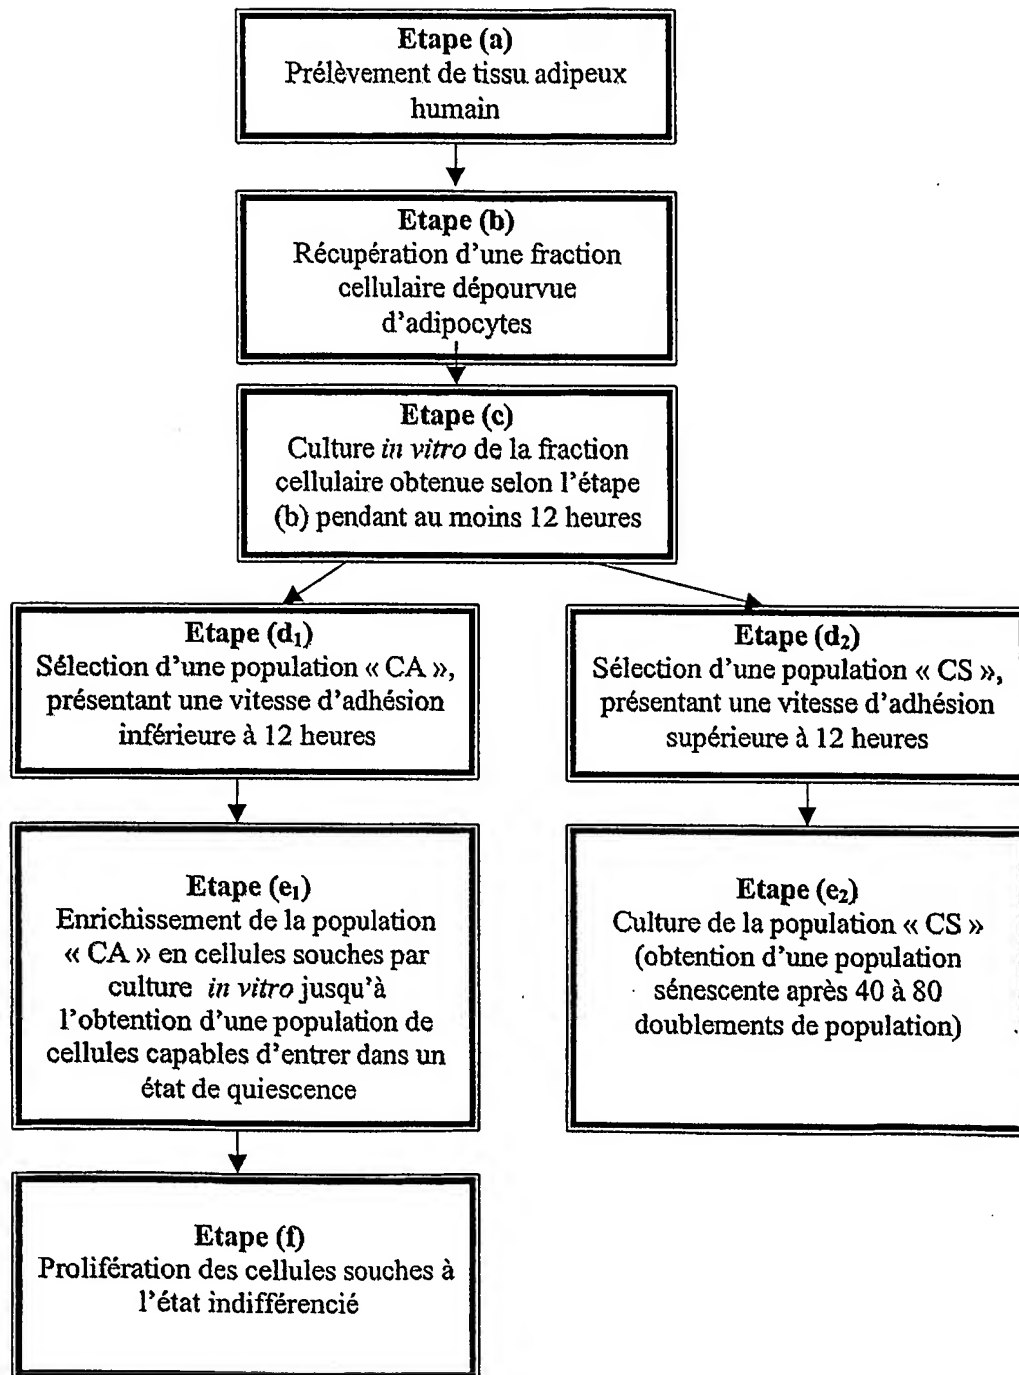 Etape (a)
Prélèvement de tissu adipeux
humain
Etape (b)
Récupération d'une fraction
cellulaire dépourvue
d'adipocytes
Etape (c)
Culture in vitro de la fraction
cellulaire obtenue selon l'étape
(b) pendant au moins 12 heures
Etape (d₁)
Sélection d'une population « CA »,
présentant une vitesse d'adhésion
inférieure à 12 heures
Etape (d₂)
Sélection d'une population « CS »,
présentant une vitesse d'adhésion
supérieure à 12 heures
Etape (e₁)
Enrichissement de la population
« CA » en cellules souches par
culture in vitro jusqu'à
l'obtention d'une population de
cellules capables d'entrer dans un
état de quiescence
Etape (e₂)
Culture de la population « CS »
(obtention d'une population
sénescente après 40 à 80
doublements de population)
Etape (f)
Prolifération des cellules souches à
l'état indifférencié